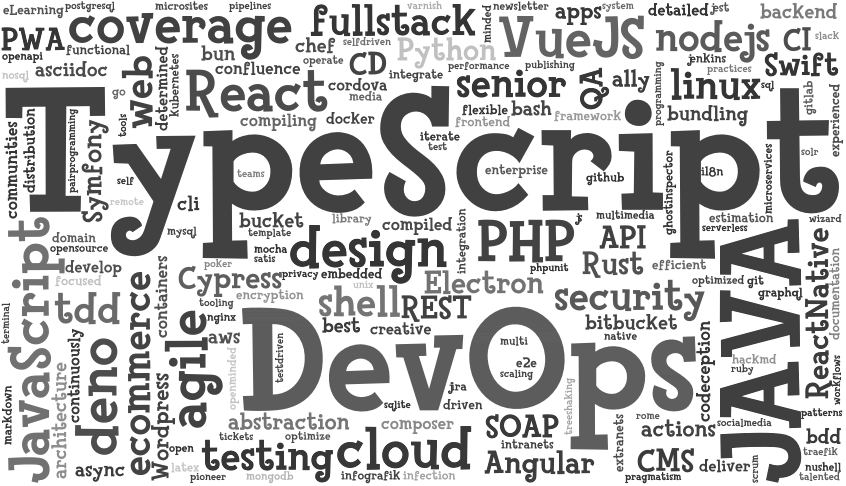 eLearning
postgresql
microsites
pipelines
varnish
minded
newsletter
apps
system
detailed
jest
backend
PWA
coverage
fullstack
VueJS
nodejs
CI
slack
openapi
functional
bun
chef
selfdriven
Python
operate
CD
performance
publishing
QA
ally
jenkins
practices
Swift
nosql
asciidoc
web
determined
kubernetes
confluence
integrate
React
cordova
media
senior
programming
linux
sql
gitlab
experienced
go
tools
compiling
docker
flexible
bash
frontend
framework
bundling
TypeScript
communities
distribution
pairprogramming
Symfony
iterate
test
solr
self
teams
enterprise
github
ghostinspector
i18n
microservices
remote
cli
bucket
library
compiled
integration
PHP
js
multimedia
estimation
serverless
wizard
mysql
template
domain
opensource
mocha
satis
design
API
JavaScript
develop
focused
containers
poker
Cypress
privacy
embedded
phpunit
Rust
efficient
JAVA
ReactNative
documentation
tooling
encryption
unix
Electron
optimized
git
graphql
terminal
tdd
ecommerce
nginx
shell
REST
security
aws
best
creative
bitbucket
native
agile
DevOps
continuously
deno
openminded
testdriven
multi
e2e
scaling
codeception
hackmd
ruby
workflows
markdown
architecture
wordpress
jira
driven
sqlite
treeshaking
abstraction
composer
SOAP
extranets
rome
socialmedia
patterns
tickets
optimize
intranets
actions
bdd
open
testing
cloud
traefik
async
latex
pioneer
mongodb
infografik
infection
Angular
CMS
pragmatism
deliver
scrum
nushell
talented